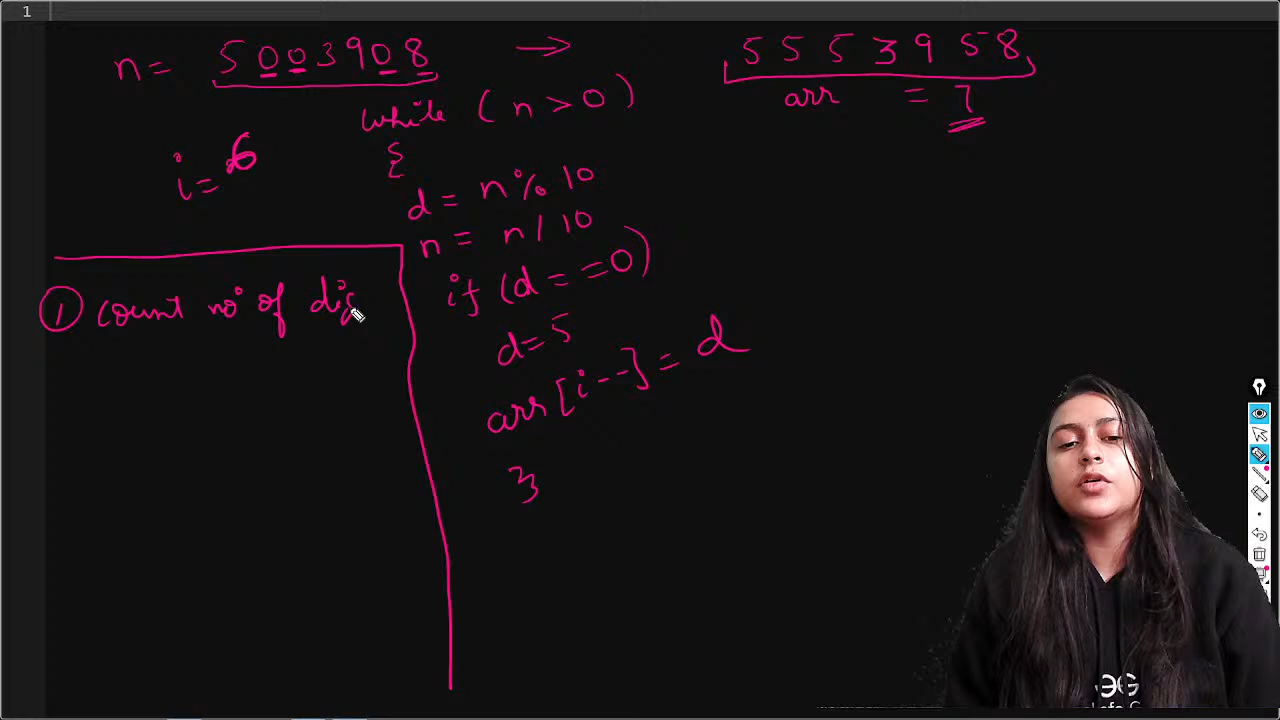 1
n = 5003908 → 5553958
arr = 7
while (n > 0)
{
i = 6
d = n % 10
n = n / 10
if (d == 0)
d = 5
arr[i--] = d
}
① Count no of dig